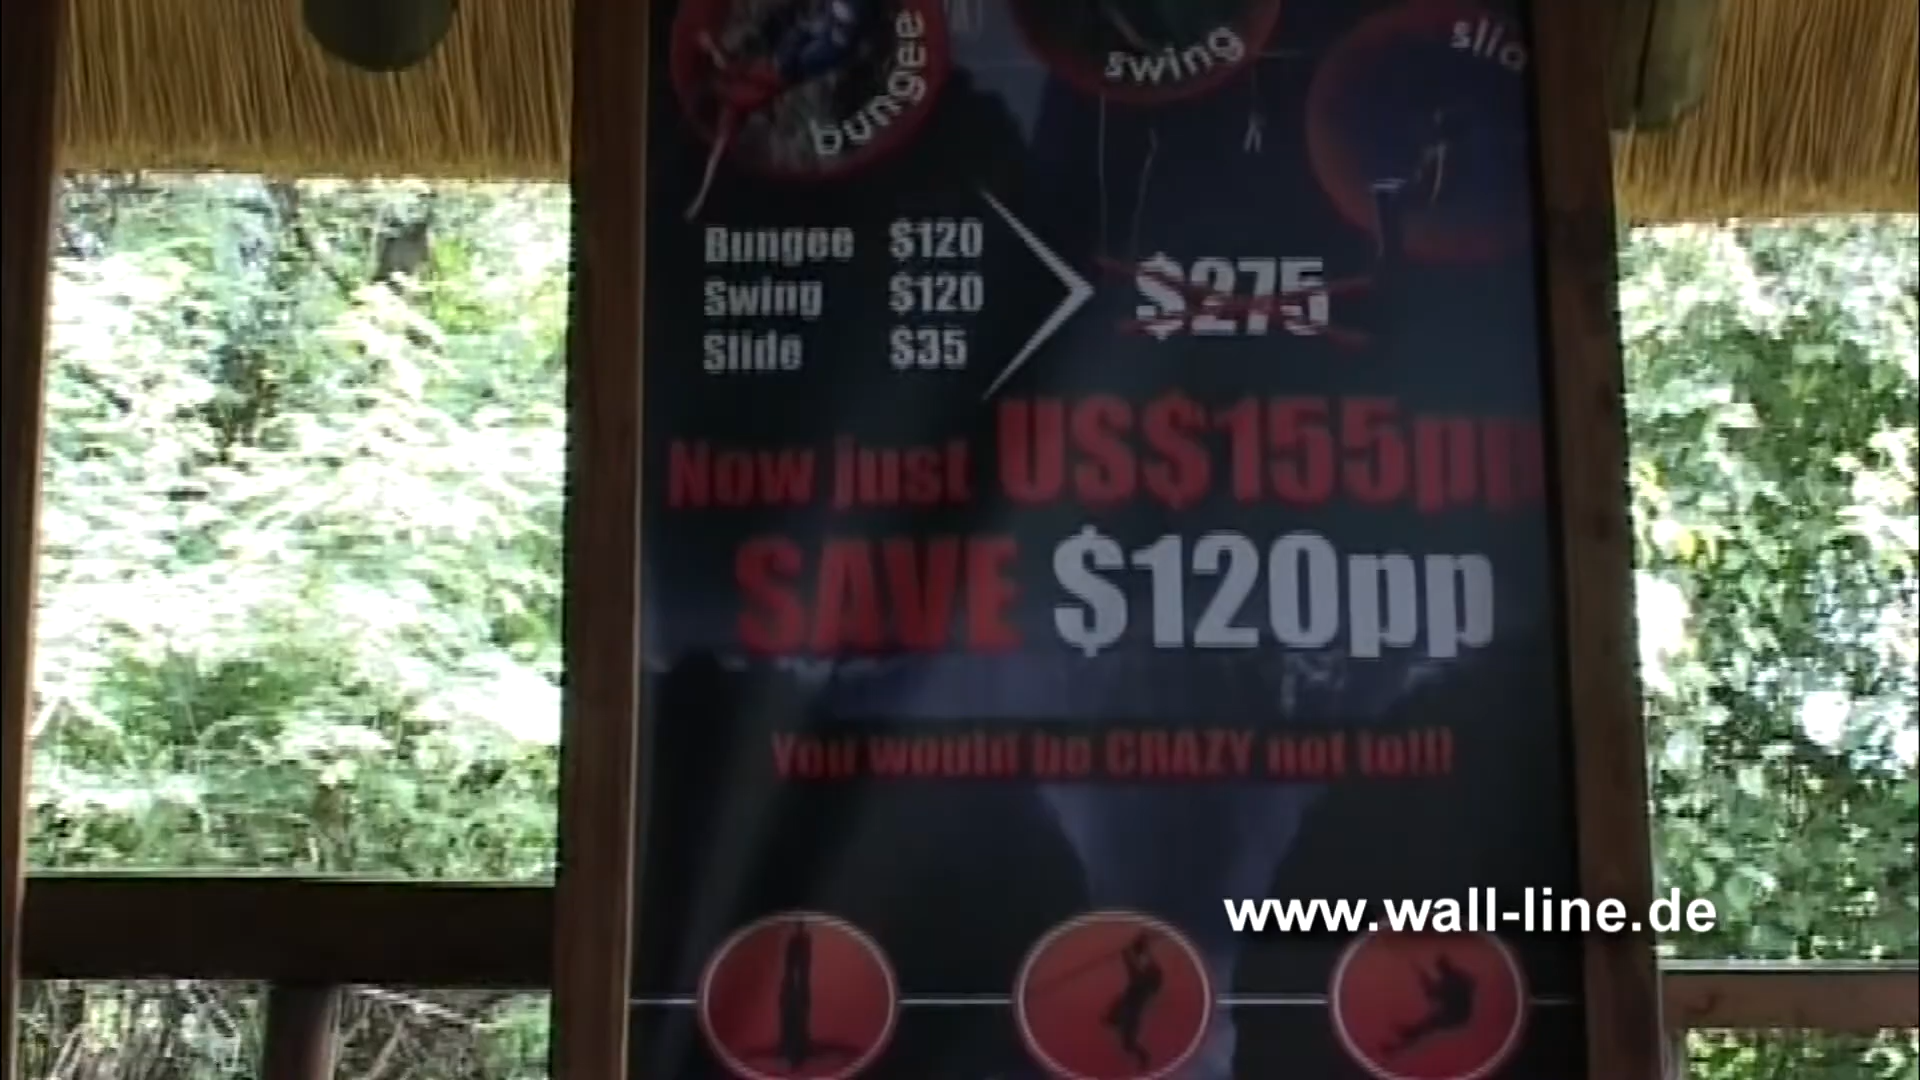 bungee
swing
Bungee $120
Swing $120
Slide $35
$275
Now just US$155pp
SAVE $120pp
You would be CRAZY not to!!!
www.wall-line.de